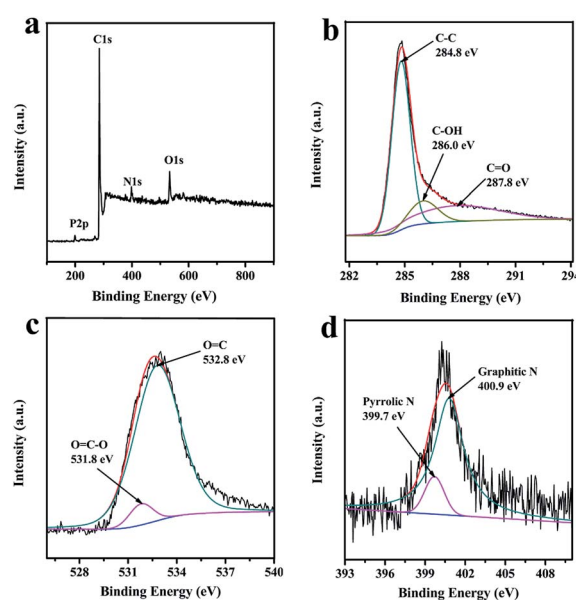 a
C1s
N1s
O1s
P2p
Intensity (a.u.)
200 400 600 800
Binding Energy (eV)
b
C-C
284.8 eV
C-OH
286.0 eV
C=O
287.8 eV
Intensity (a.u.)
282 285 288 291 294
Binding Energy (eV)
c
O=C
532.8 eV
O=C-O
531.8 eV
Intensity (a.u.)
528 531 534 537 540
Binding Energy (eV)
d
Graphitic N
400.9 eV
Pyrrolic N
399.7 eV
Intensity (a.u.)
393 396 399 402 405 408
Binding Energy (eV)